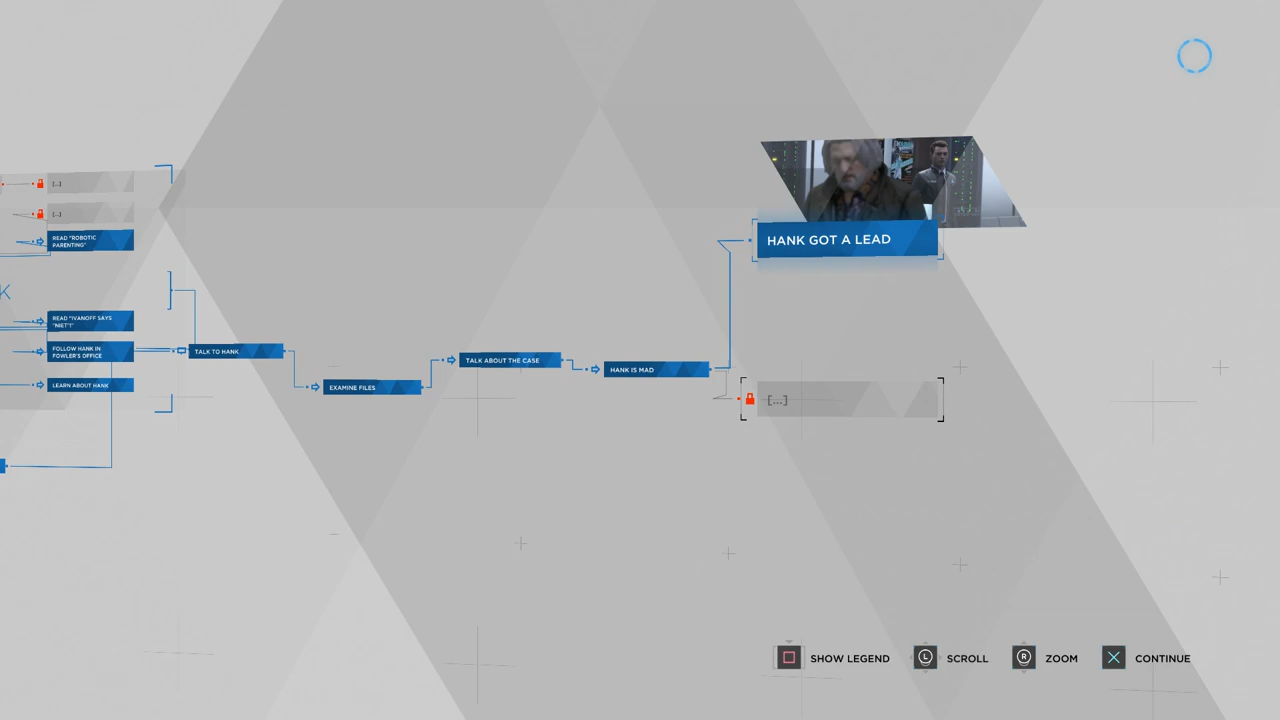 [...]
[...]
READ "ROBOTIC
PARENTING"
K
READ "IVANOFF SAYS
"NIET"!"
FOLLOW HANK IN
FOWLER'S OFFICE
LEARN ABOUT HANK
TALK TO HANK
EXAMINE FILES
TALK ABOUT THE CASE
HANK IS MAD
HANK GOT A LEAD
[...]
L
R
SHOW LEGEND
SCROLL
ZOOM
CONTINUE